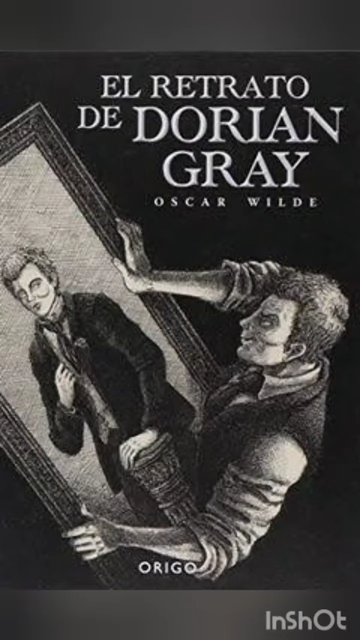 EL RETRATO
DE DORIAN
GRAY
OSCAR WILDE
ORIGO
InShOt